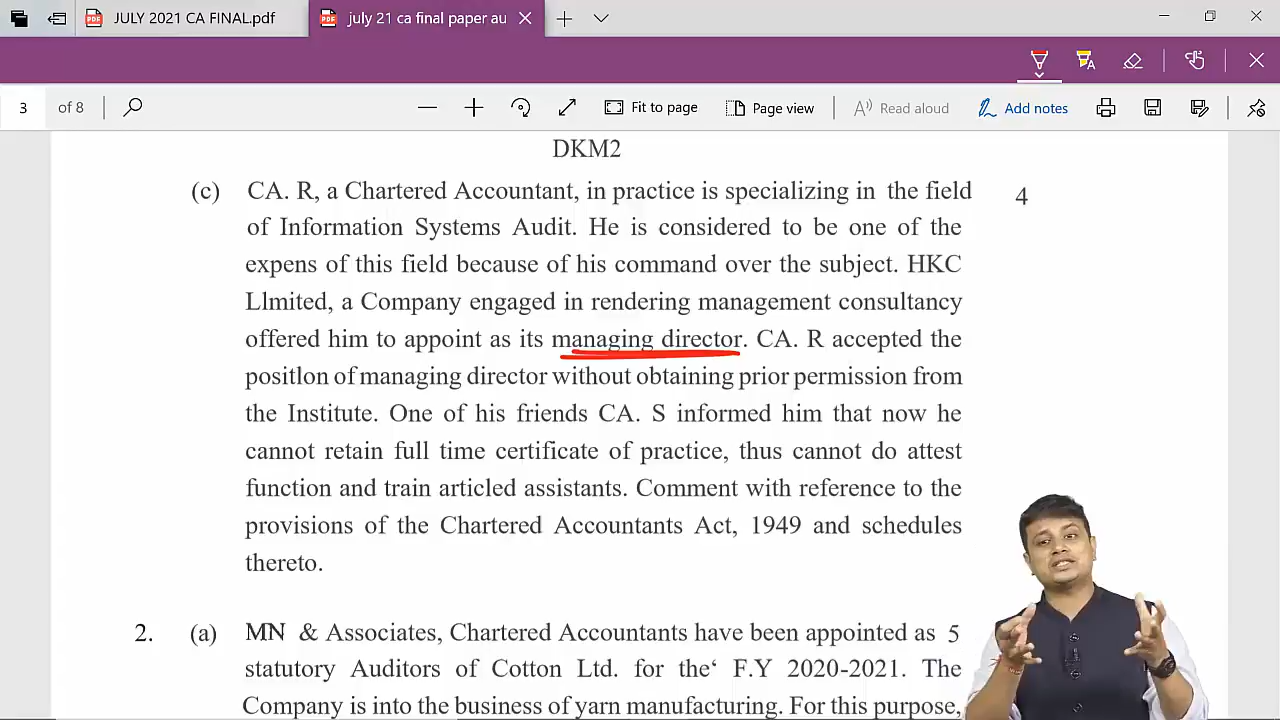 JULY 2021 CA FINAL.pdf
july 21 ca final paper au
3 of 8
Fit to page
Page view
Read aloud
Add notes
DKM2
(c) CA. R, a Chartered Accountant, in practice is specializing in the field 4
of Information Systems Audit. He is considered to be one of the
expens of this field because of his command over the subject. HKC
Llmited, a Company engaged in rendering management consultancy
offered him to appoint as its managing director. CA. R accepted the
positlon of managing director without obtaining prior permission from
the Institute. One of his friends CA. S informed him that now he
cannot retain full time certificate of practice, thus cannot do attest
function and train articled assistants. Comment with reference to the
provisions of the Chartered Accountants Act, 1949 and schedules
thereto.
2. (a) MN & Associates, Chartered Accountants have been appointed as 5
statutory Auditors of Cotton Ltd. for the‘ F.Y 2020-2021. The
Company is into the business of yarn manufacturing. For this purpose,